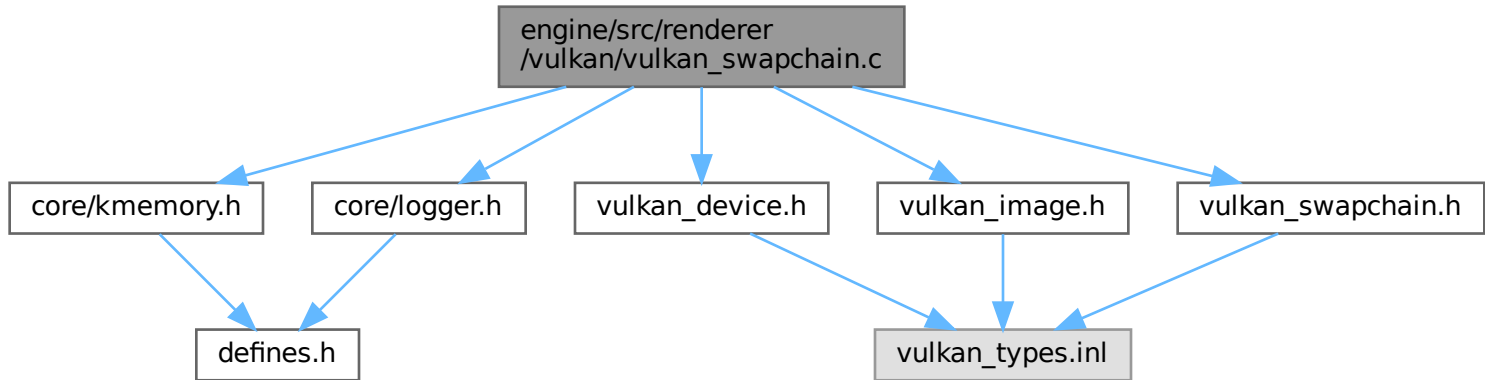 engine/src/renderer
/vulkan/vulkan_swapchain.c
core/kmemory.h
core/logger.h
vulkan_device.h
vulkan_image.h
vulkan_swapchain.h
defines.h
vulkan_types.inl